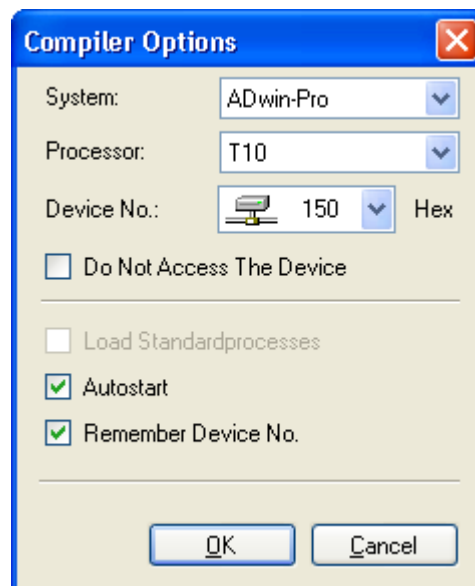 Compiler Options
System: ADwin-Pro
Processor: T10
Device No.: 150 Hex
Do Not Access The Device
Load Standardprocesses
Autostart
Remember Device No.
OK Cancel